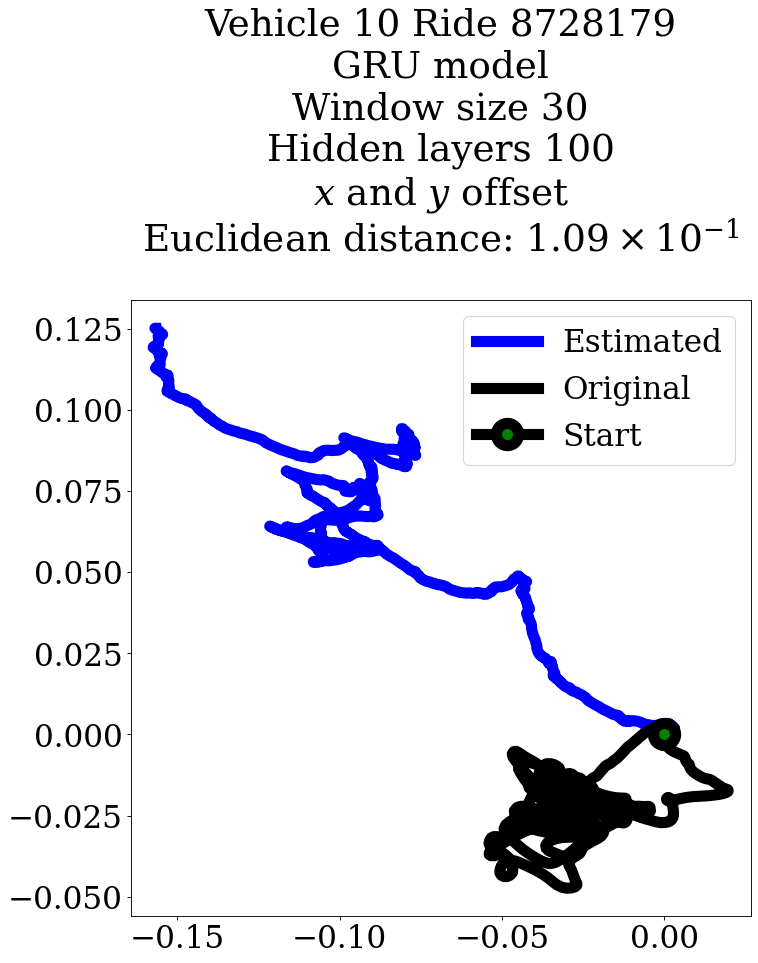 Vehicle 10 Ride 8728179
GRU model
Window size 30
Hidden layers 100
x and y offset
Euclidean distance: 1.09 × 10⁻¹
Estimated
Original
Start
0.125
0.100
0.075
0.050
0.025
0.000
−0.025
−0.050
−0.15 −0.10 −0.05 0.00